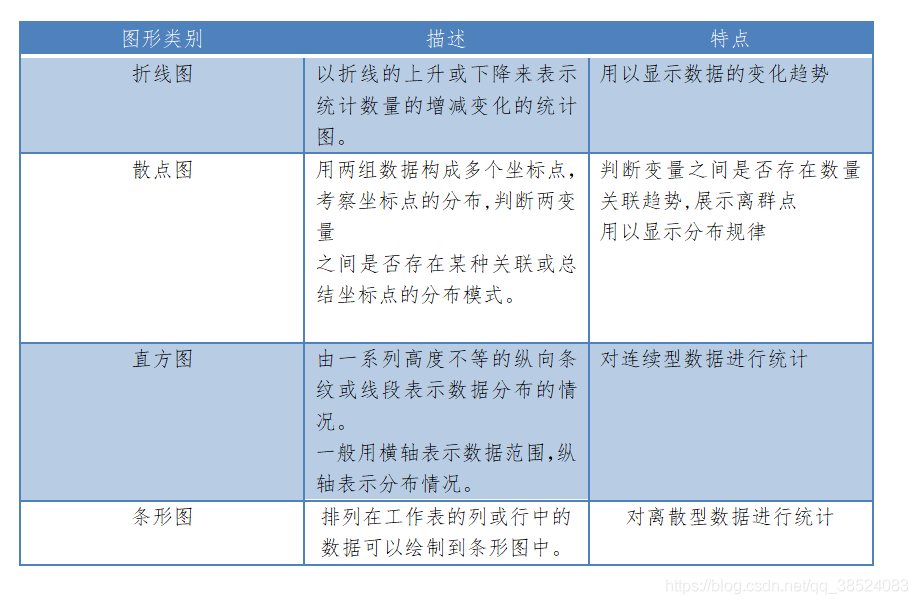 图形类别 描述 特点
折线图 以折线的上升或下降来表示 用以显示数据的变化趋势
统计数量的增减变化的统计
图。
散点图 用两组数据构成多个坐标点, 判断变量之间是否存在数量
考察坐标点的分布,判断两变 关联趋势,展示离群点
量 用以显示分布规律
之间是否存在某种关联或总
结坐标点的分布模式。
直方图 由一系列高度不等的纵向条 对连续型数据进行统计
纹或线段表示数据分布的情
况。
一般用横轴表示数据范围,纵
轴表示分布情况。
条形图 排列在工作表的列或行中的 对离散型数据进行统计
数据可以绘制到条形图中。
https://blog.csdn.net/qq_38524083